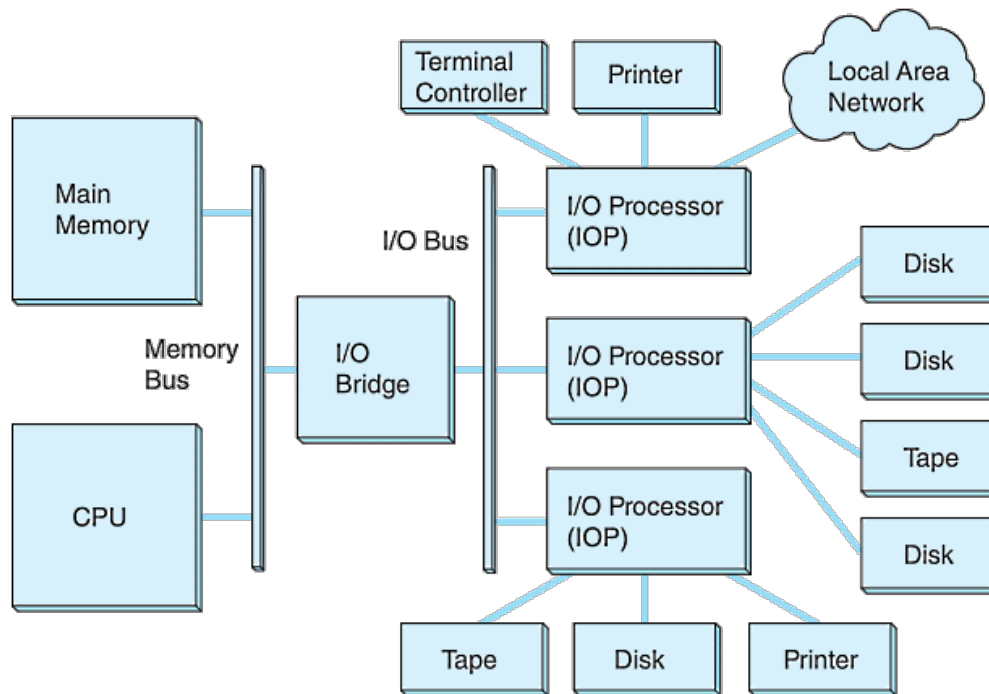 Terminal
Controller
Printer
Local Area
Network
Main
Memory
I/O Bus
I/O Processor
(IOP)
Disk
Memory
Bus
I/O
Bridge
I/O Processor
(IOP)
Disk
Tape
CPU
I/O Processor
(IOP)
Disk
Tape
Disk
Printer